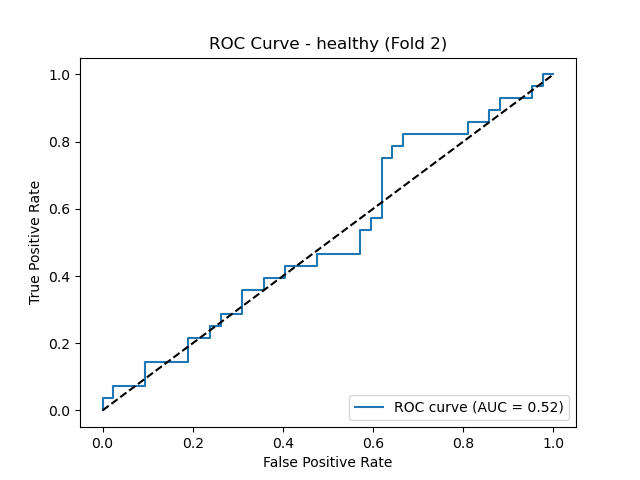 ROC Curve - healthy (Fold 2)
1.0
0.8
0.6
0.4
0.2
0.0
True Positive Rate
ROC curve (AUC = 0.52)
0.0 0.2 0.4 0.6 0.8 1.0
False Positive Rate